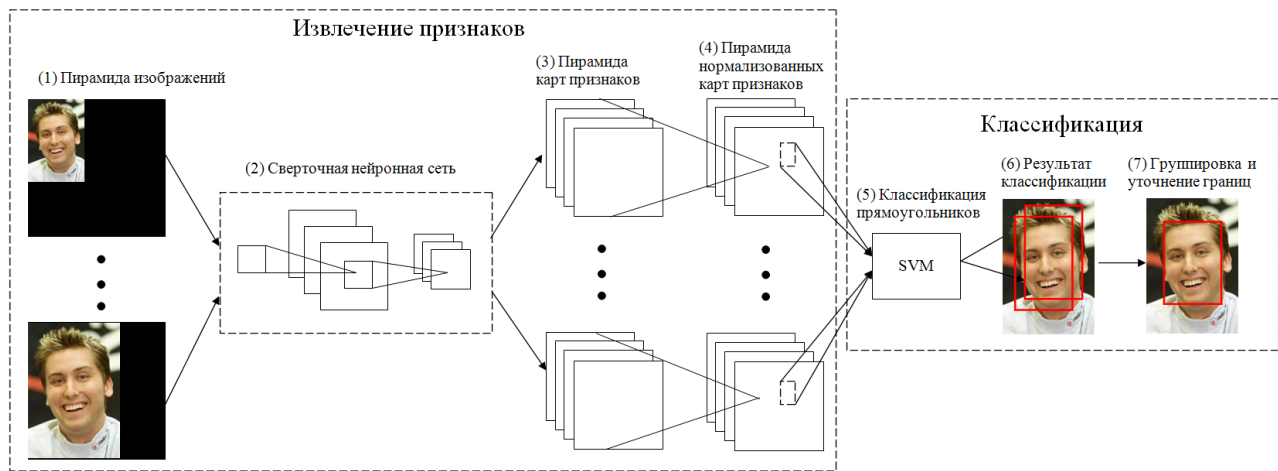 Извлечение признаков
(1) Пирамида изображений
(2) Сверточная нейронная сеть
(3) Пирамида
карт признаков
(4) Пирамида
нормализованных
карт признаков
Классификация
(5) Классификация
прямоугольников
SVM
(6) Результат
классификации
(7) Группировка и
уточнение границ